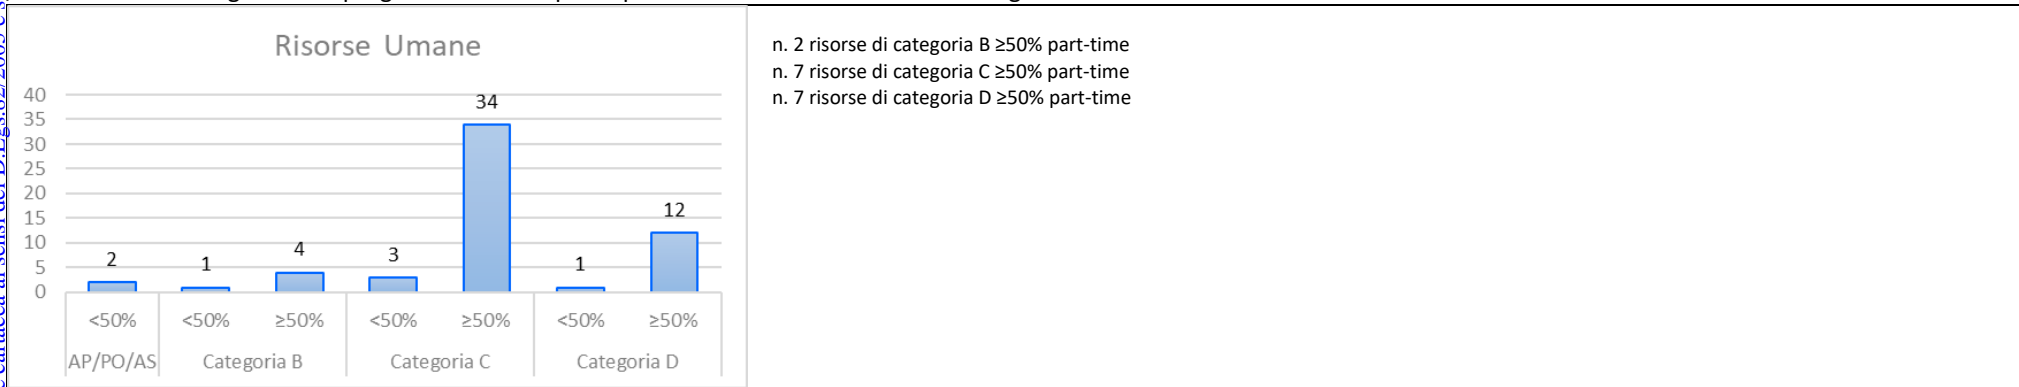 Risorse Umane
40
35
30
25
20
15
10
5
0
2
1
4
3
34
1
12
<50% <50% ≥50% <50% ≥50% <50% ≥50%
AP/PO/AS Categoria B Categoria C Categoria D
n. 2 risorse di categoria B ≥50% part-time
n. 7 risorse di categoria C ≥50% part-time
n. 7 risorse di categoria D ≥50% part-time